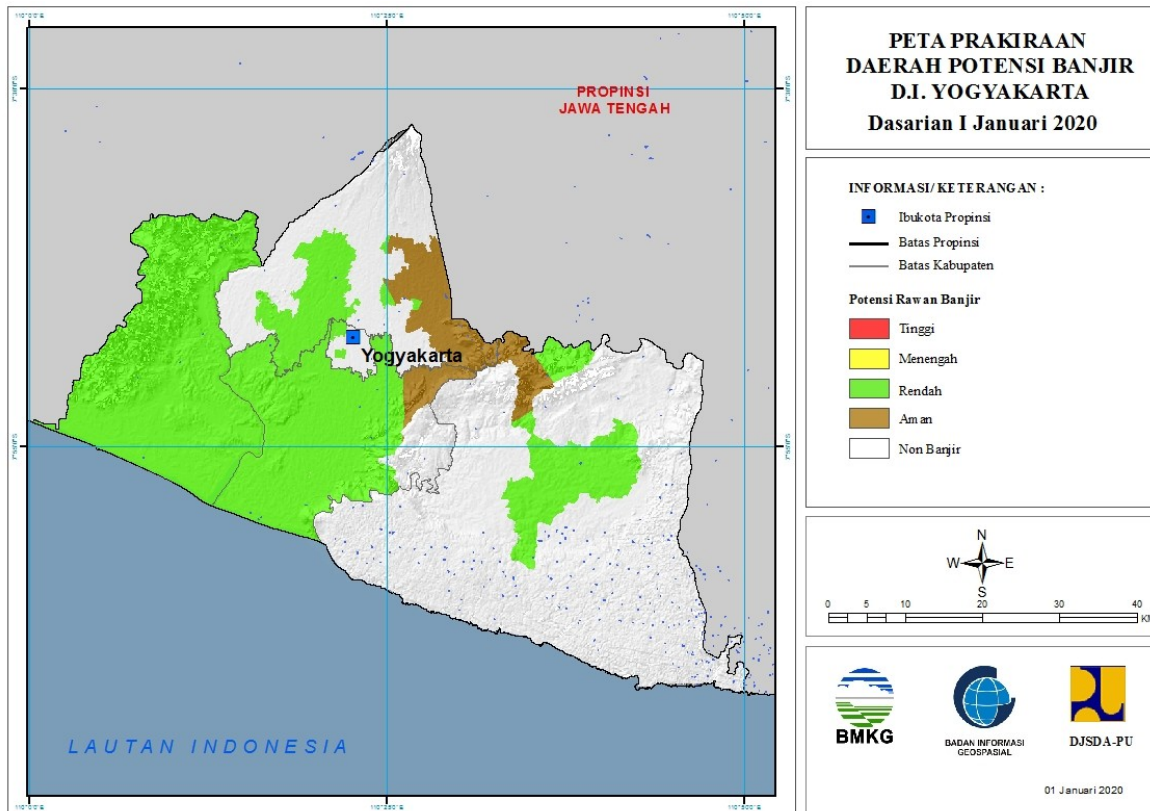 PROPINSI
JAWA TENGAH
Yogyakarta
LAUTAN INDONESIA
PETA PRAKIRAAN
DAERAH POTENSI BANJIR
D.I. YOGYAKARTA
Dasarian I Januari 2020
INFORMASI/ KETERANGAN :
Ibukota Propinsi
Batas Propinsi
Batas Kabupaten
Potensi Rawan Banjir
Tinggi
Menengah
Rendah
Aman
Non Banjir
N
W E
S
0 5 10 20 30 40
KM
BMKG
BADAN INFORMASI
GEOSPASIAL
DJSDA-PU
01 Januari 2020